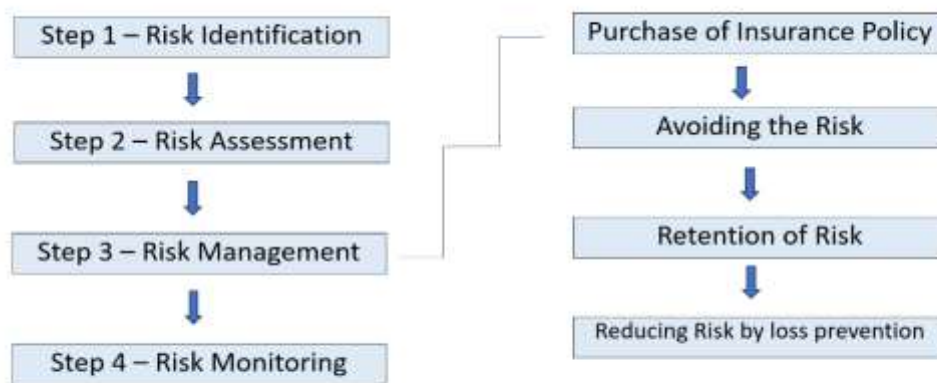 Step 1 – Risk Identification
Step 2 – Risk Assessment
Step 3 – Risk Management
Step 4 – Risk Monitoring
Purchase of Insurance Policy
Avoiding the Risk
Retention of Risk
Reducing Risk by loss prevention